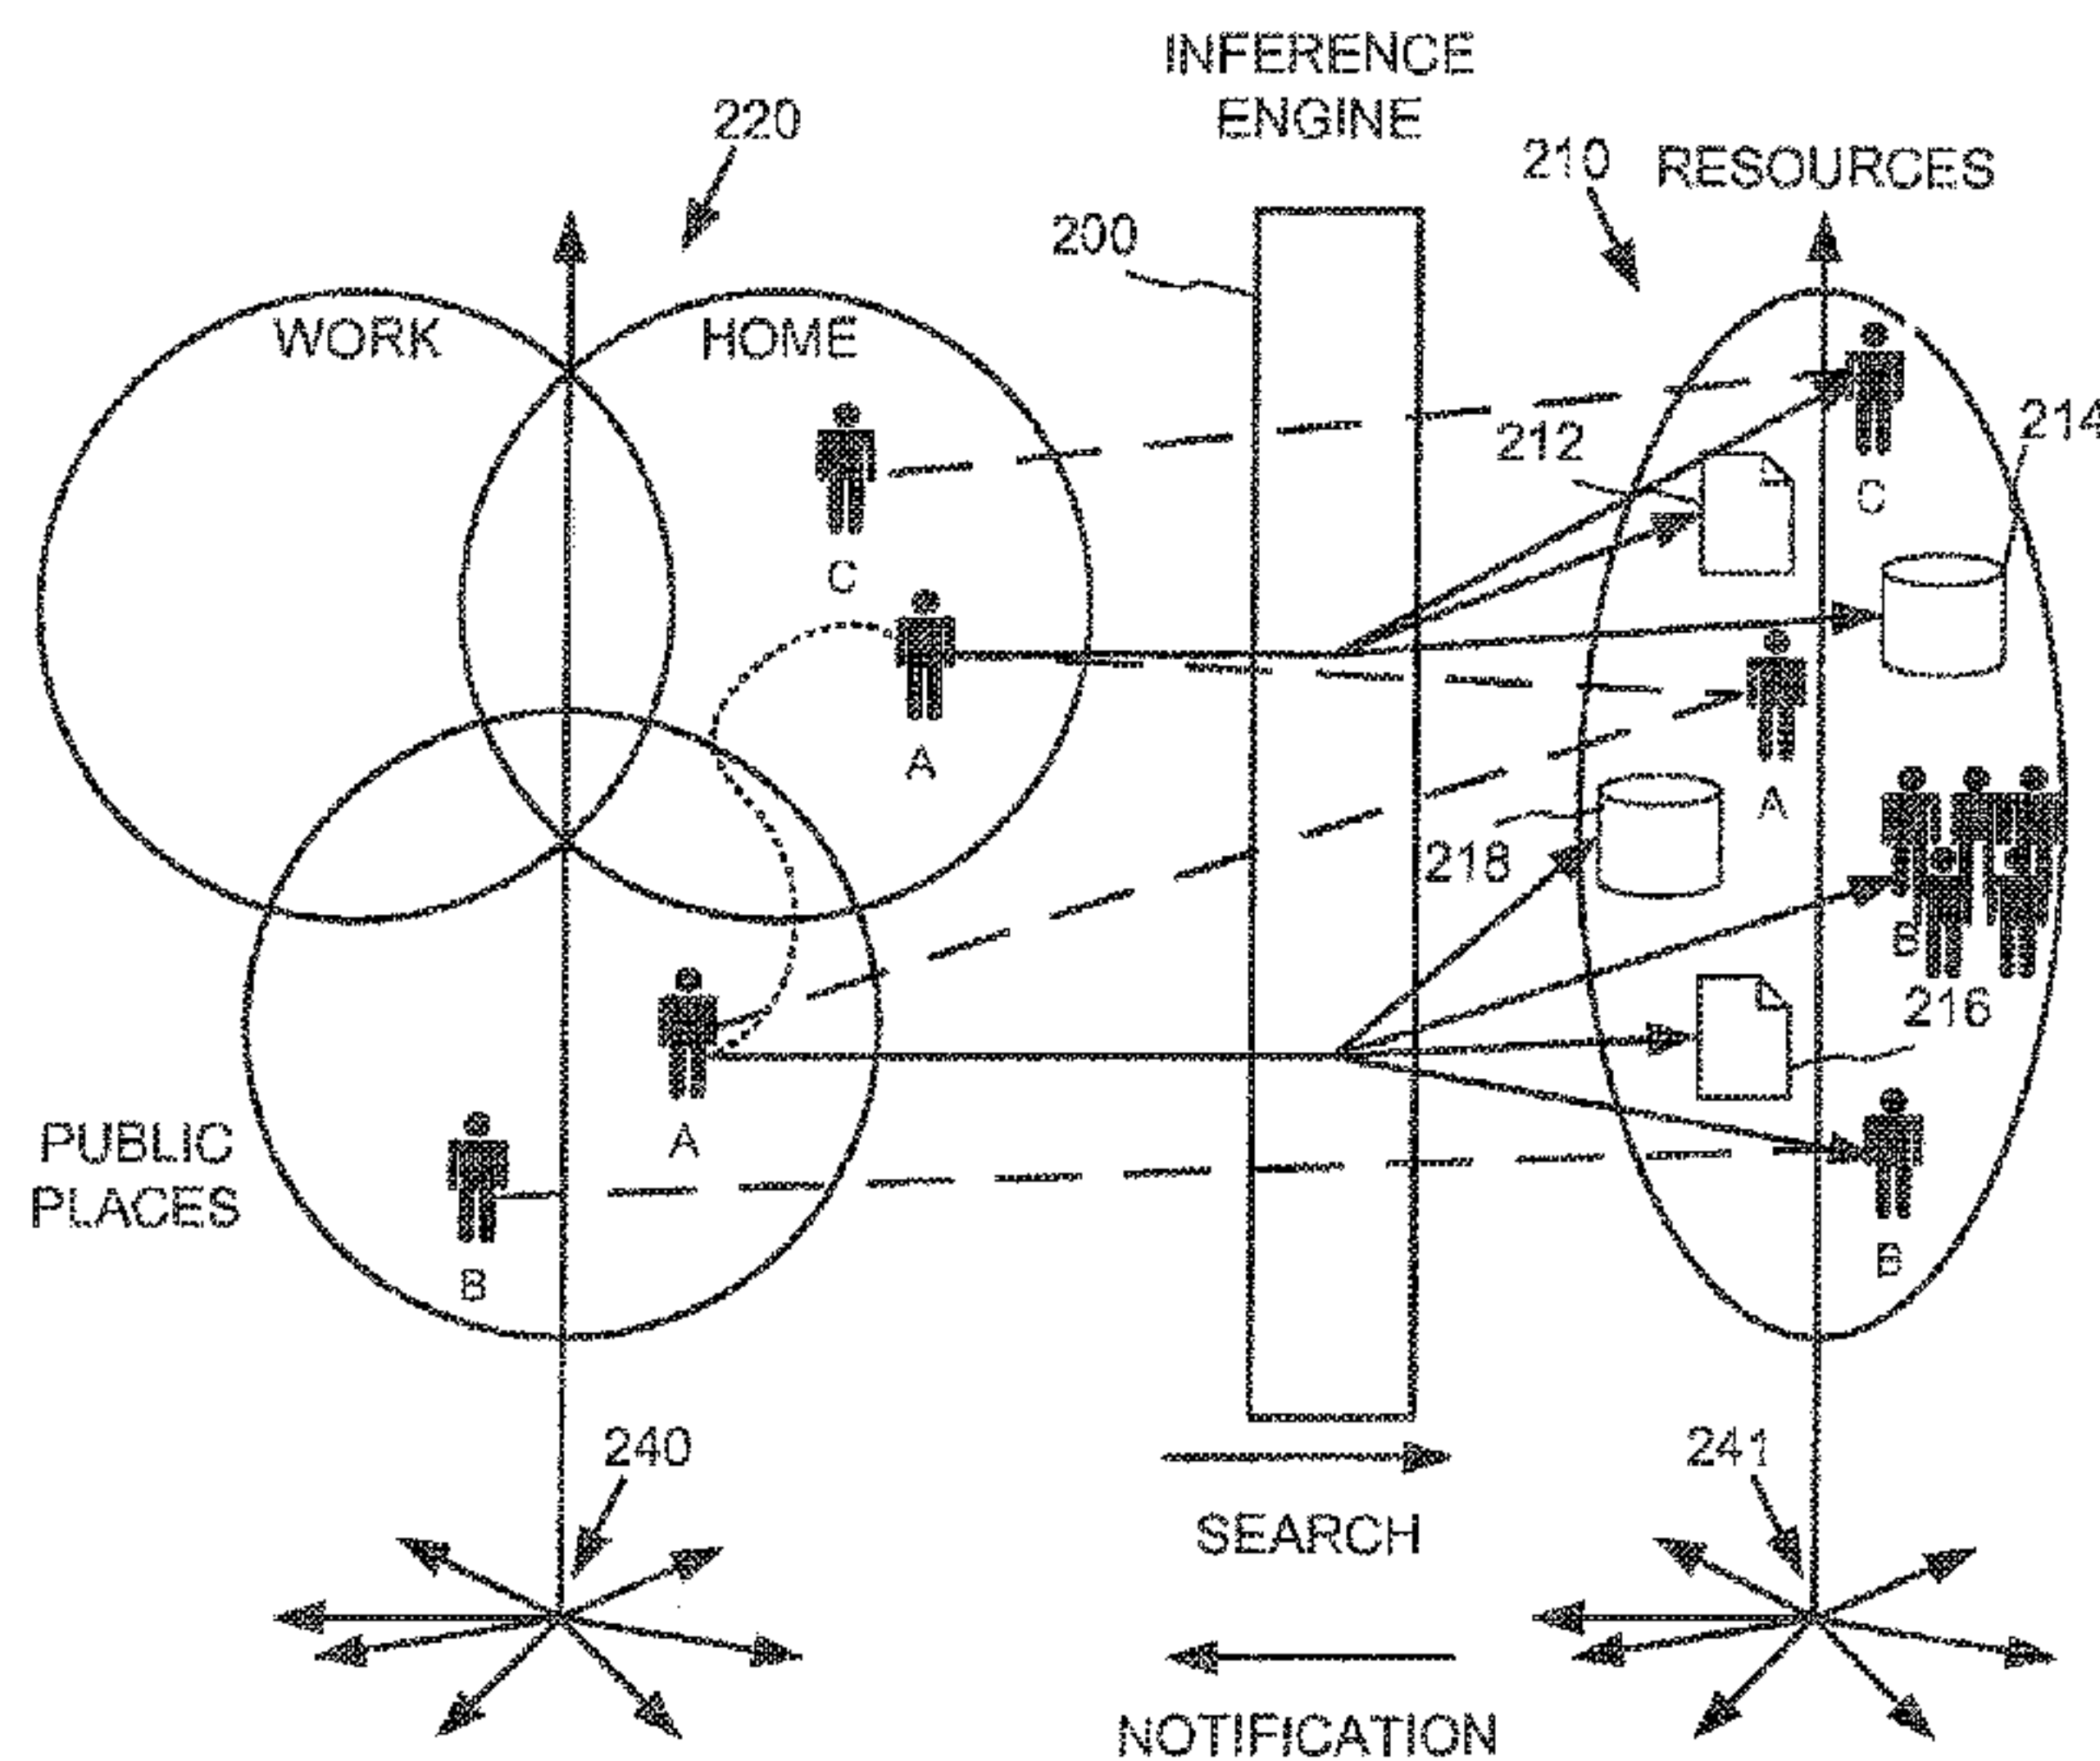 INFERENCE
ENGINE
220
210
RESOURCES
200
WORK
HOME
212
214
C
C
A
A
218
E
216
A
PUBLIC
PLACES
B
B
240
241
SEARCH
NOTIFICATION